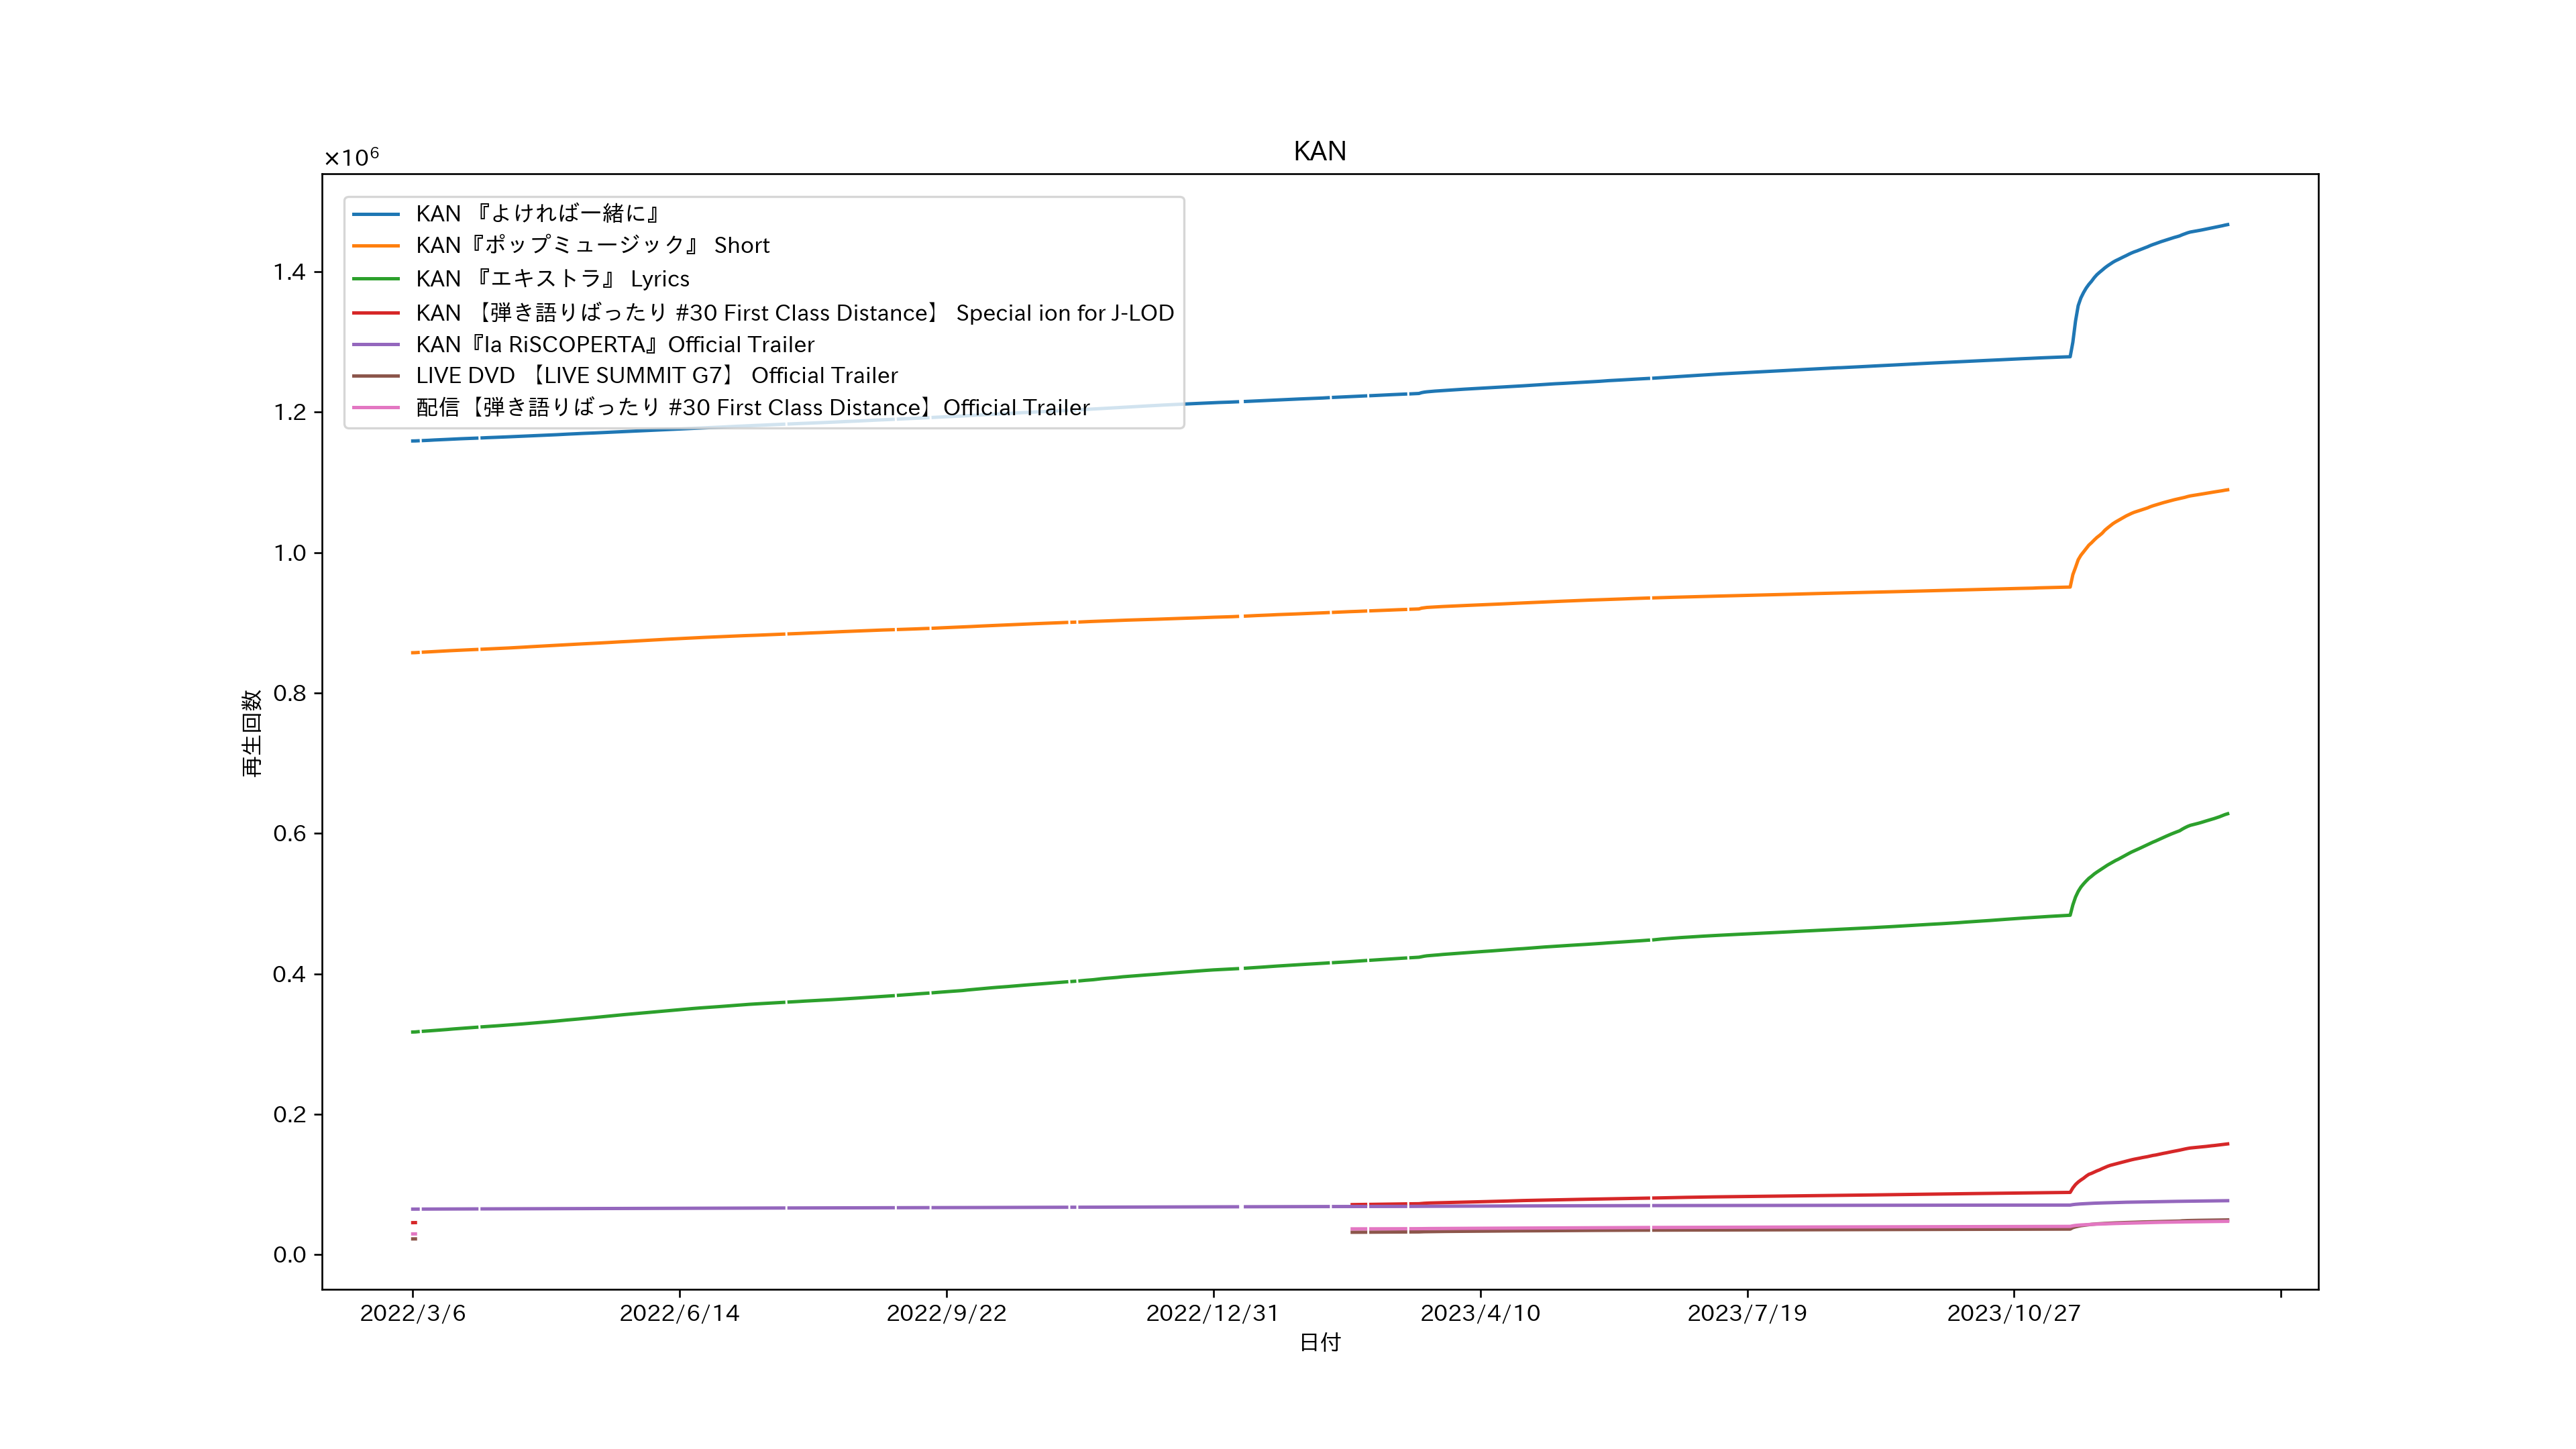 KAN
×10⁶
KAN 『よければ一緒に』
KAN『ポップミュージック』 Short
KAN 『エキストラ』 Lyrics
KAN 【弾き語りばったり #30 First Class Distance】 Special ion for J-LOD
KAN『la RiSCOPERTA』Official Trailer
LIVE DVD 【LIVE SUMMIT G7】 Official Trailer
配信【弾き語りばったり #30 First Class Distance】Official Trailer
1.4
1.2
1.0
0.8
0.6
0.4
0.2
0.0
再生回数
2022/3/6 2022/6/14 2022/9/22 2022/12/31 2023/4/10 2023/7/19 2023/10/27
日付